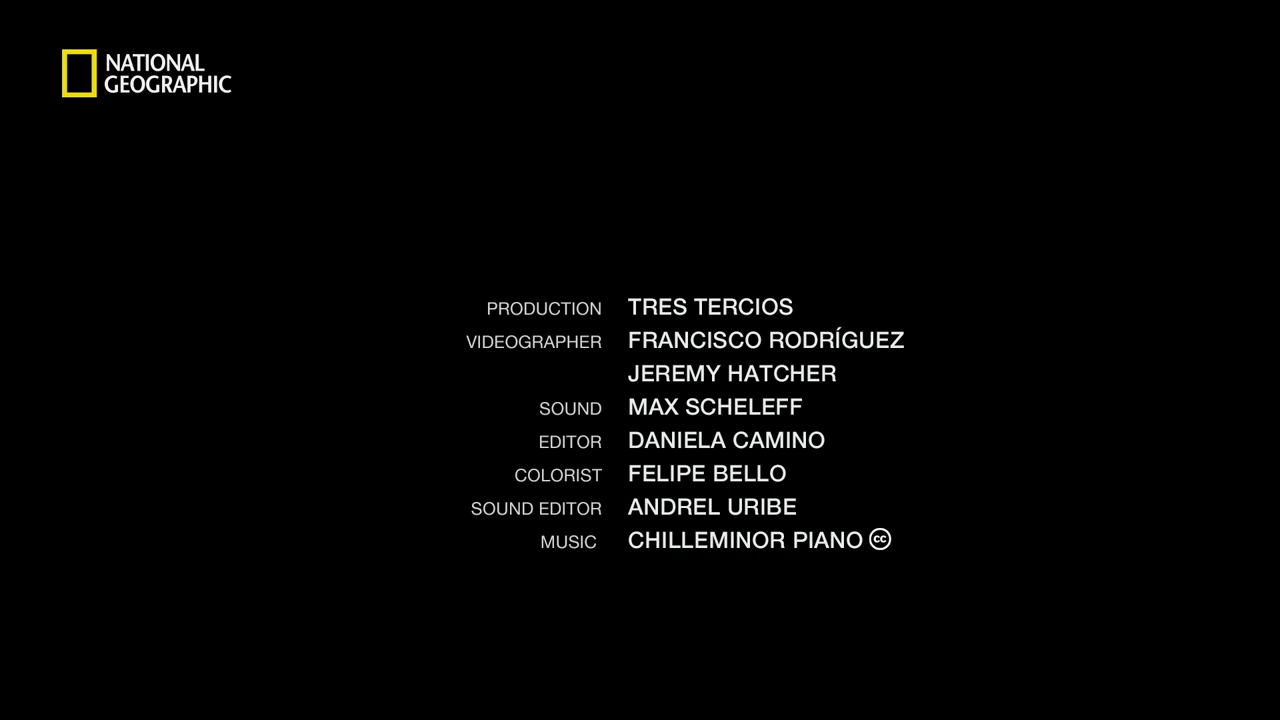 NATIONAL
GEOGRAPHIC
PRODUCTION TRES TERCIOS
VIDEOGRAPHER FRANCISCO RODRÍGUEZ
JEREMY HATCHER
SOUND MAX SCHELEFF
EDITOR DANIELA CAMINO
COLORIST FELIPE BELLO
SOUND EDITOR ANDREL URIBE
MUSIC CHILLEMINOR PIANO cc